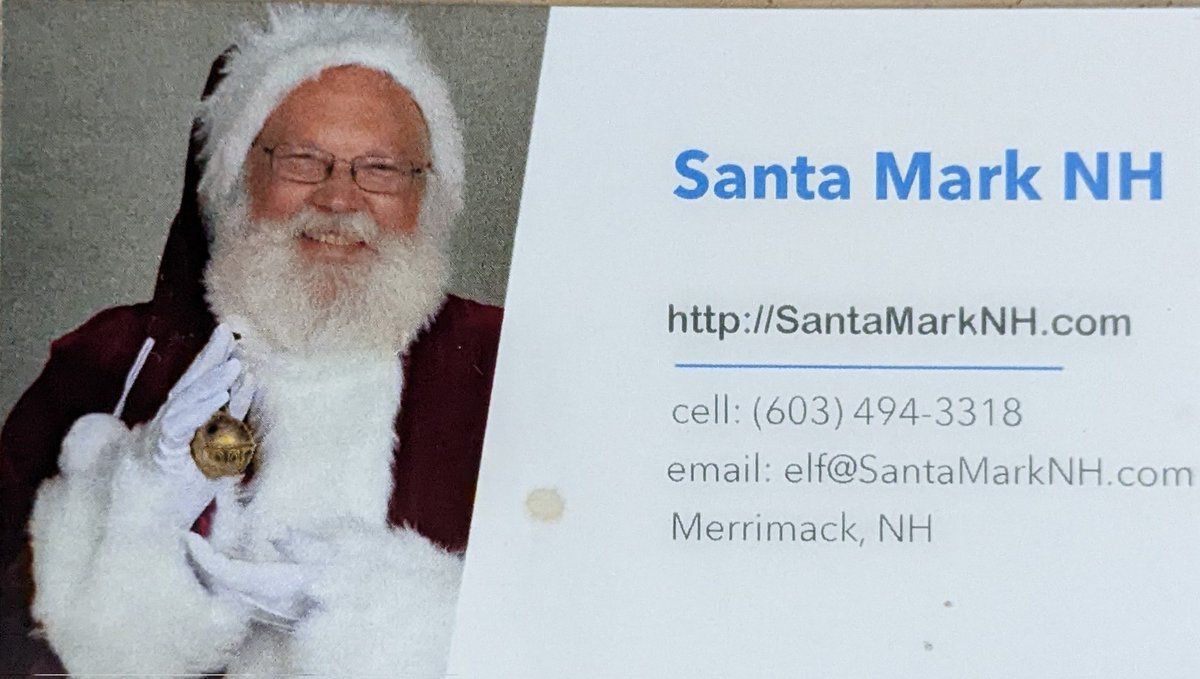 Santa Mark NH
http://SantaMarkNH.com
cell: (603) 494-3318
email: elf@SantaMarkNH.com
Merrimack, NH